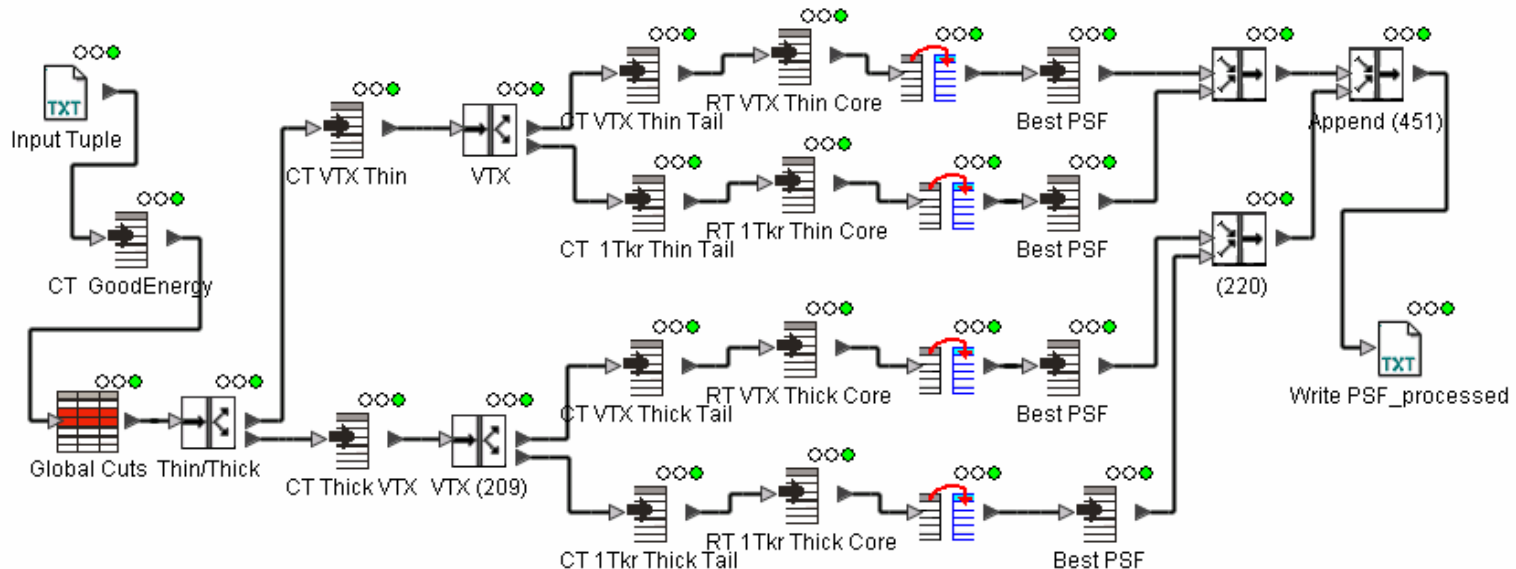 TXT
Input Tuple
CT GoodEnergy
Global Cuts
Thin/Thick
CT VTX Thin
VTX
CT VTX Thin Tail
RT VTX Thin Core
Best PSF
CT 1Tkr Thin Tail
RT 1Tkr Thin Core
Best PSF
CT Thick VTX
VTX (209)
CT VTX Thick Tail
RT VTX Thick Core
Best PSF
CT 1Tkr Thick Tail
RT 1Tkr Thick Core
Best PSF
(220)
Append (451)
TXT
Write PSF_processed